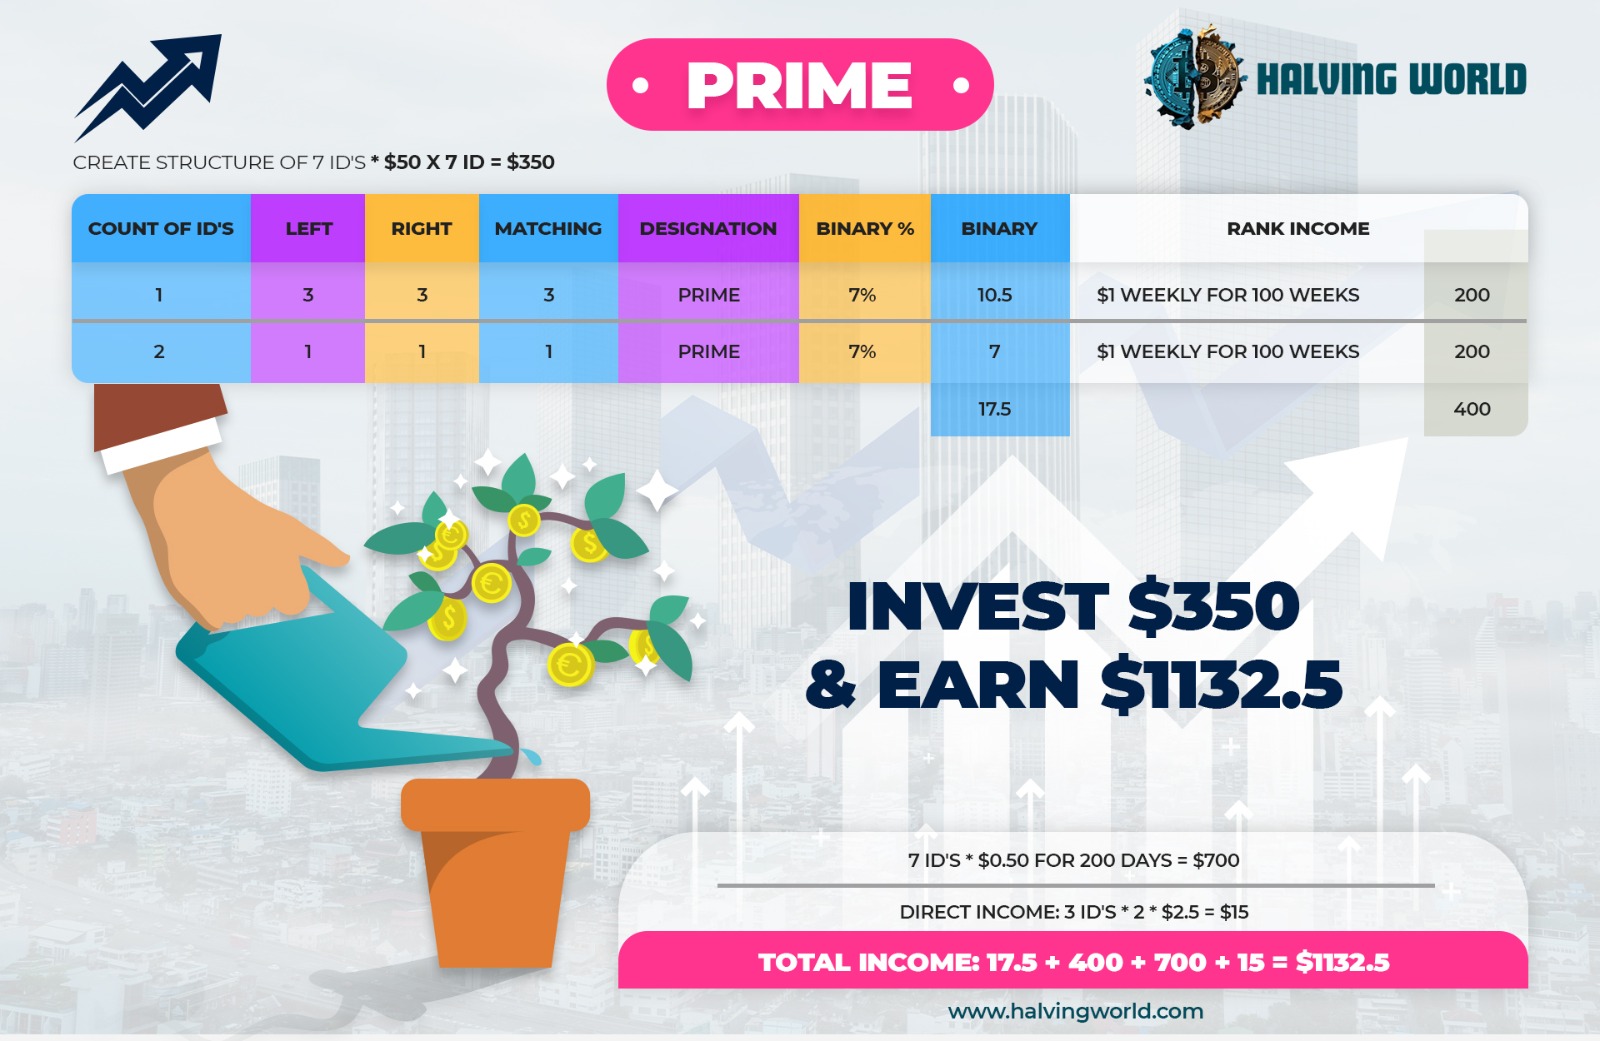 PRIME
HALVING WORLD
CREATE STRUCTURE OF 7 ID'S * $50 X 7 ID = $350
COUNT OF ID'S LEFT RIGHT MATCHING DESIGNATION BINARY % BINARY RANK INCOME
1 3 3 3 PRIME 7% 10.5 $1 WEEKLY FOR 100 WEEKS 200
2 1 1 1 PRIME 7% 7 $1 WEEKLY FOR 100 WEEKS 200
17.5 400
INVEST $350
& EARN $1132.5
7 ID'S * $0.50 FOR 200 DAYS = $700
DIRECT INCOME: 3 ID'S * 2 * $2.5 = $15
TOTAL INCOME: 17.5 + 400 + 700 + 15 = $1132.5
www.halvingworld.com